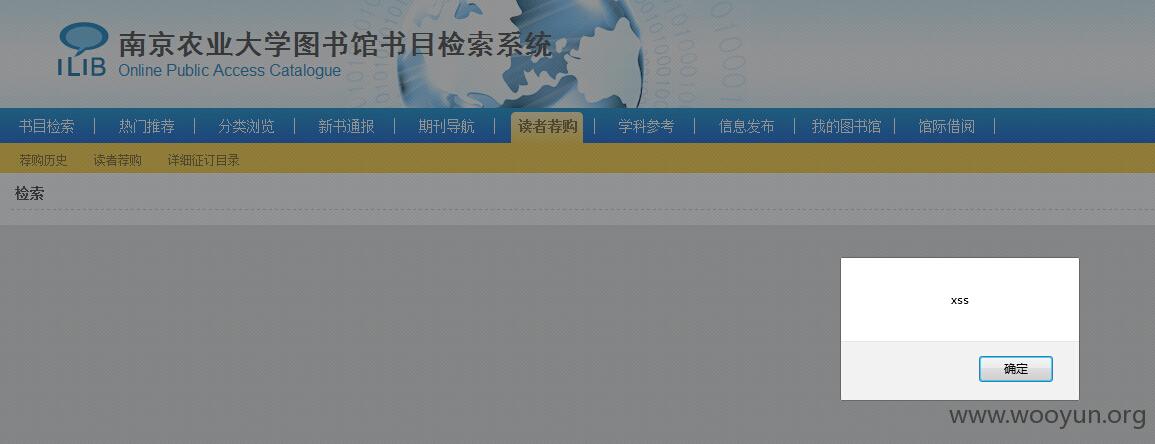 iLiB
南京农业大学图书馆书目检索系统
Online Public Access Catalogue
书目检索 | 热门推荐 | 分类浏览 | 新书通报 | 期刊导航 | 读者荐购 | 学科参考 | 信息发布 | 我的图书馆 | 馆际借阅 |
荐购历史 读者荐购 详细征订目录
检索
xss
确定
www.wooyun.org